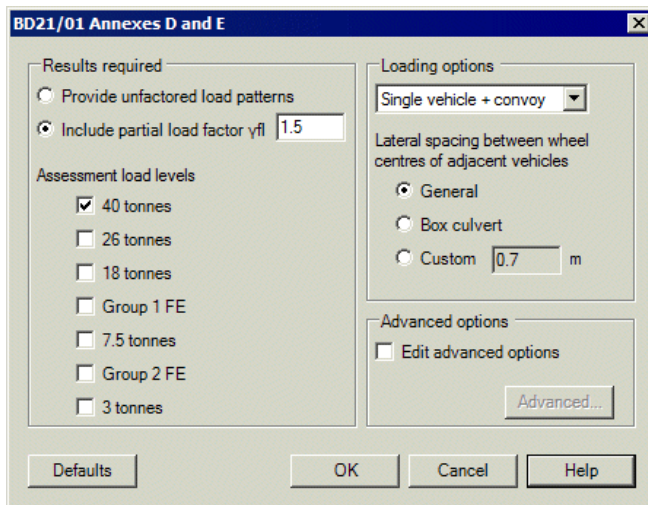 BD21/01 Annexes D and E
Results required
Provide unfactored load patterns
Include partial load factor γfl 1.5
Assessment load levels
40 tonnes
26 tonnes
18 tonnes
Group 1 FE
7.5 tonnes
Group 2 FE
3 tonnes
Loading options
Single vehicle + convoy
Lateral spacing between wheel
centres of adjacent vehicles
General
Box culvert
Custom 0.7 m
Advanced options
Edit advanced options
Advanced...
Defaults OK Cancel Help